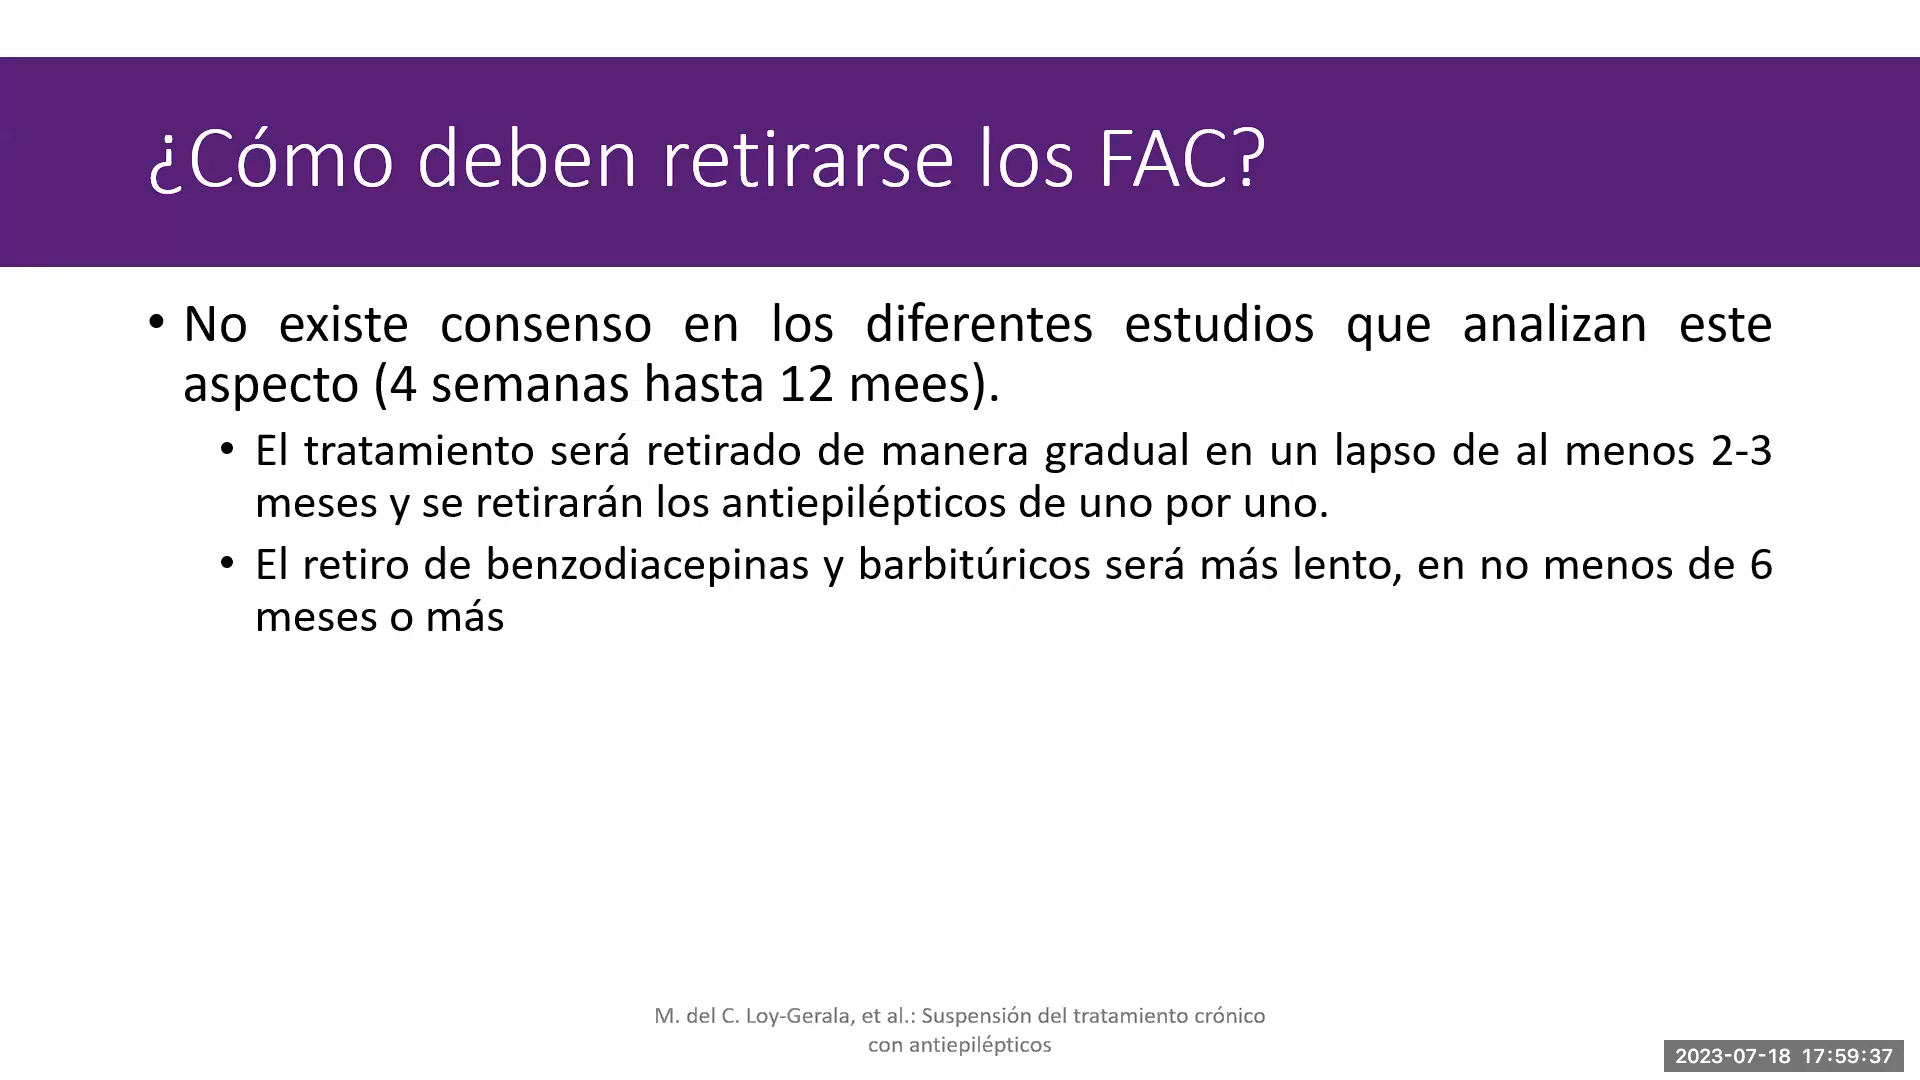 ¿Cómo deben retirarse los FAC?
• No existe consenso en los diferentes estudios que analizan este
aspecto (4 semanas hasta 12 mees).
• El tratamiento será retirado de manera gradual en un lapso de al menos 2-3
meses y se retirarán los antiepilépticos de uno por uno.
• El retiro de benzodiacepinas y barbitúricos será más lento, en no menos de 6
meses o más
M. del C. Loy-Gerala, et al.: Suspensión del tratamiento crónico
con antiepilépticos
2023-07-18 17:59:37